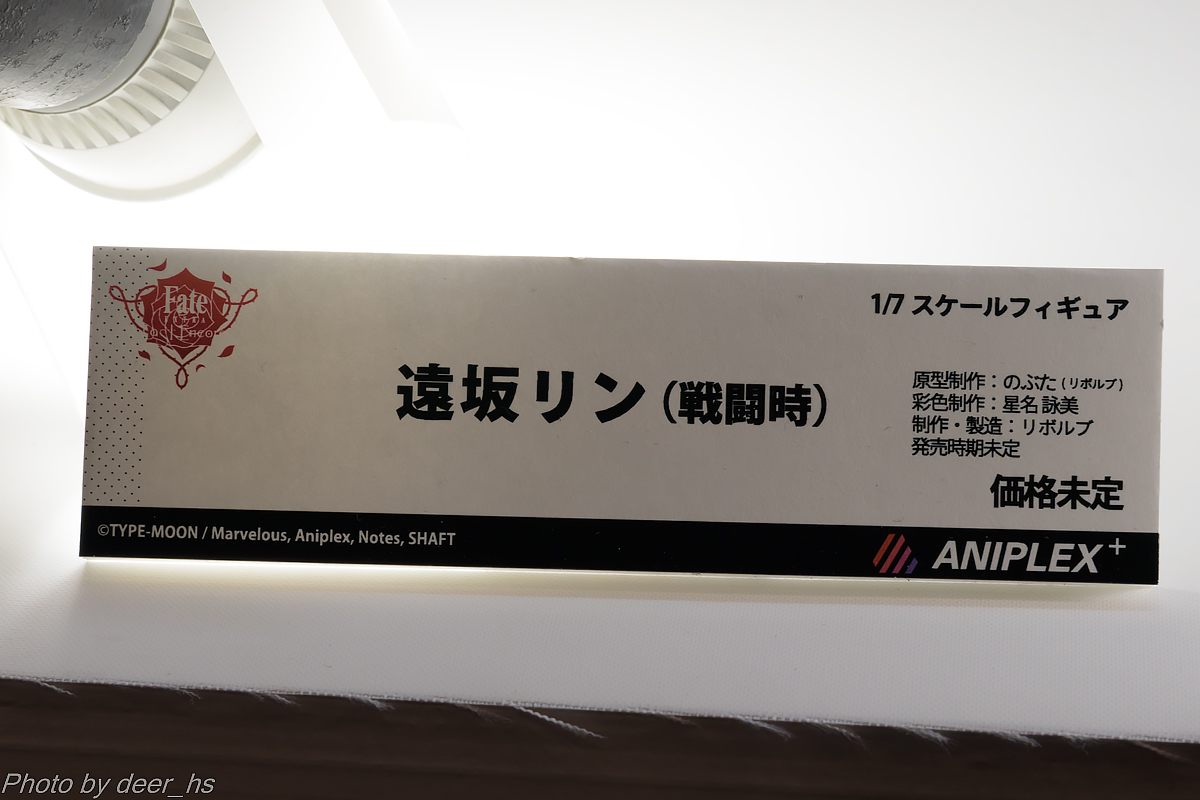 Fate
1/7 スケールフィギュア
遠坂リン(戦闘時)
原型制作：のぶた(リボルブ)
彩色制作：星名 詠美
制作・製造：リボルブ
発売時期未定
価格未定
©TYPE-MOON / Marvelous, Aniplex, Notes, SHAFT
ANIPLEX+
Photo by deer_hs